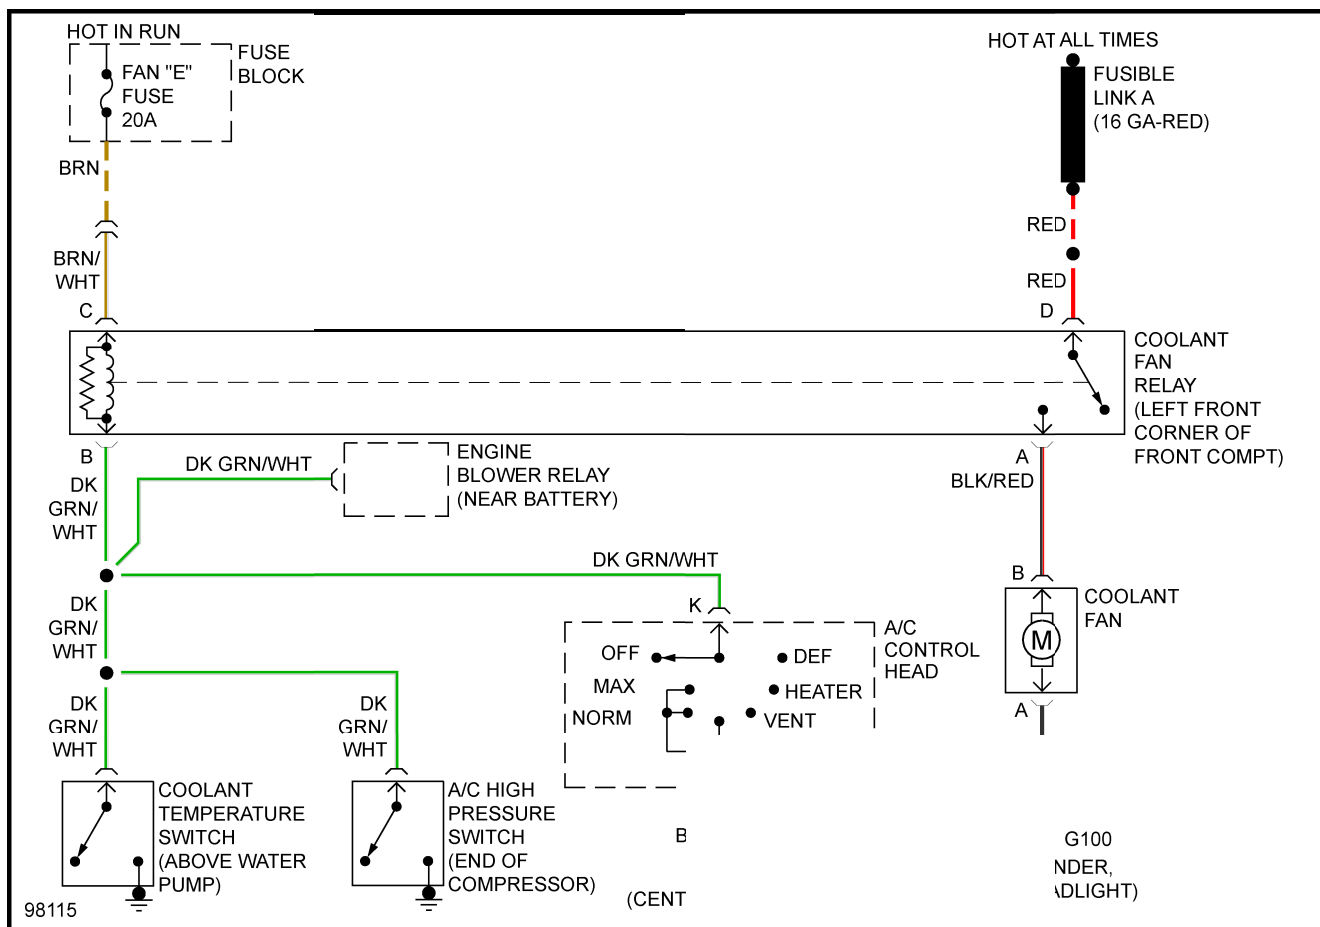 HOT IN RUN
FUSE
BLOCK
FAN "E"
FUSE
20A
BRN
BRN/
WHT
C
HOT AT ALL TIMES
FUSIBLE
LINK A
(16 GA-RED)
RED
RED
D
COOLANT
FAN
RELAY
(LEFT FRONT
CORNER OF
FRONT COMPT)
B
DK
GRN/
WHT
DK GRN/WHT
ENGINE
BLOWER RELAY
(NEAR BATTERY)
A
BLK/RED
DK GRN/WHT
K
B
COOLANT
FAN
M
A
DK
GRN/
WHT
A/C
CONTROL
HEAD
OFF
DEF
MAX
HEATER
NORM
VENT
DK
GRN/
WHT
DK
GRN/
WHT
COOLANT
TEMPERATURE
SWITCH
(ABOVE WATER
PUMP)
A/C HIGH
PRESSURE
SWITCH
(END OF
COMPRESSOR)
B
(CENT
G100
NDER,
ADLIGHT)
98115